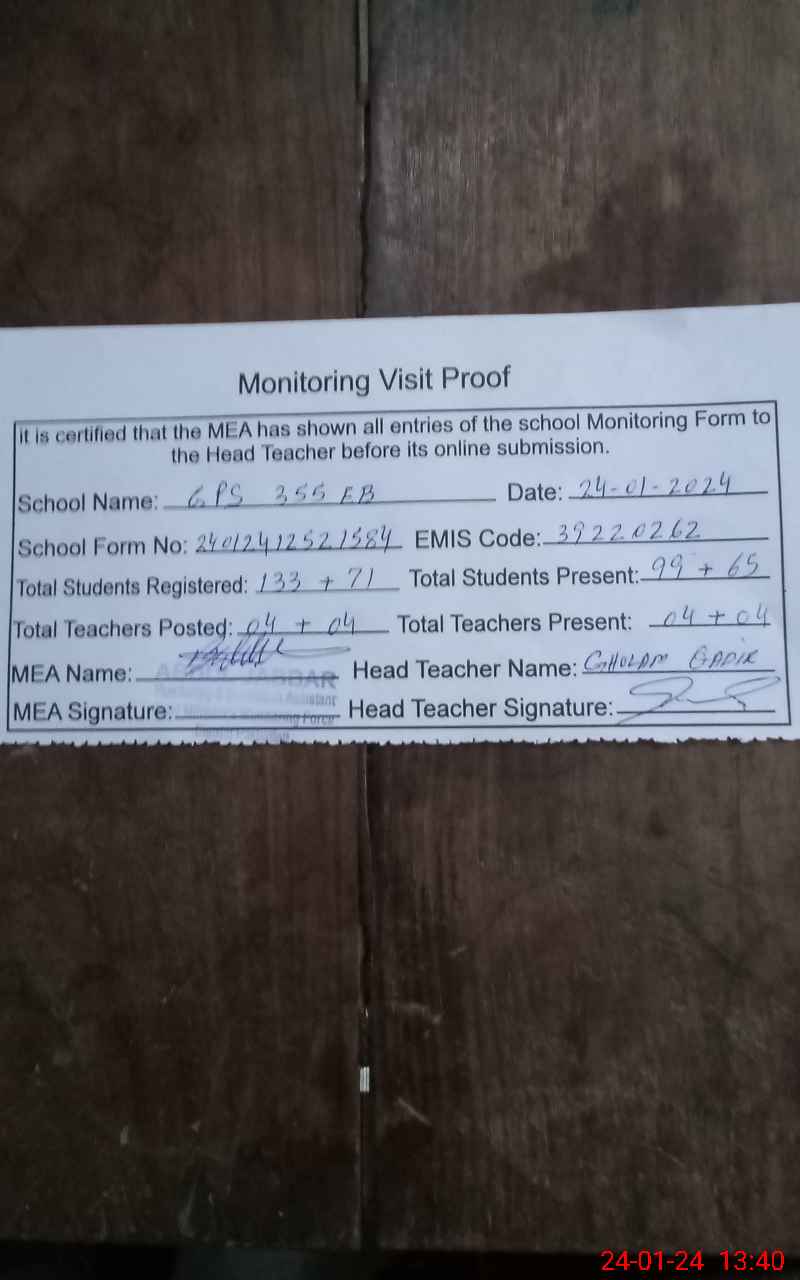 Monitoring Visit Proof
it is certified that the MEA has shown all entries of the school Monitoring Form to
the Head Teacher before its online submission.
School Name: GPS 355 EB Date: 24-01-2024
School Form No: 24012412521584 EMIS Code: 39220262
Total Students Registered: 133 + 71 Total Students Present: 99 + 65
Total Teachers Posted: 04 + 04 Total Teachers Present: 04 + 04
MEA Name: Head Teacher Name: GHOLAM QADIR
MEA Signature: Head Teacher Signature:
24-01-24 13:40